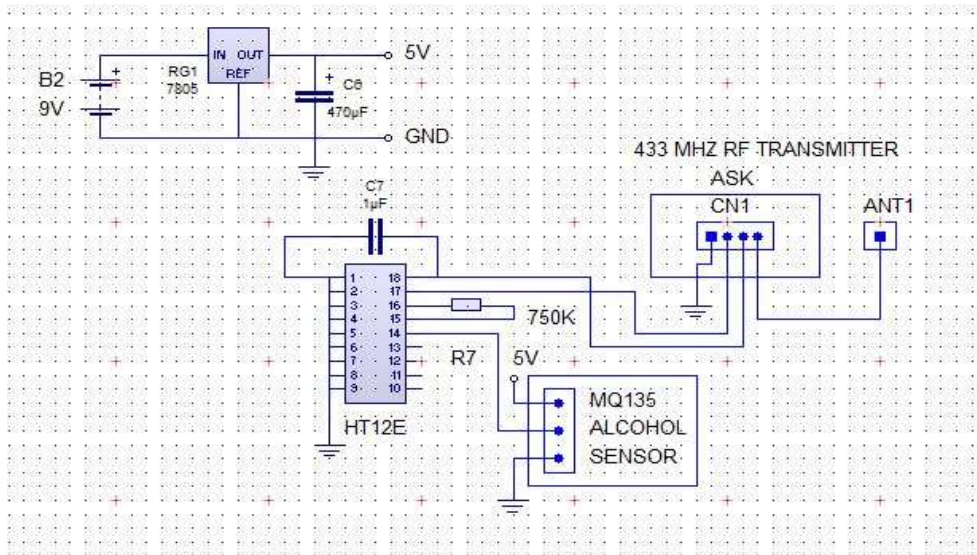 B2
9V
IN OUT
REF
RG1
7805
+
+
C6
470µF
5V
GND
433 MHZ RF TRANSMITTER
ASK
CN1
ANT1
C7
1µF
1 18
2 17
3 16
4 15
5 14
6 13
7 12
8 11
9 10
HT12E
750K
R7
5V
MQ135
ALCOHOL
SENSOR